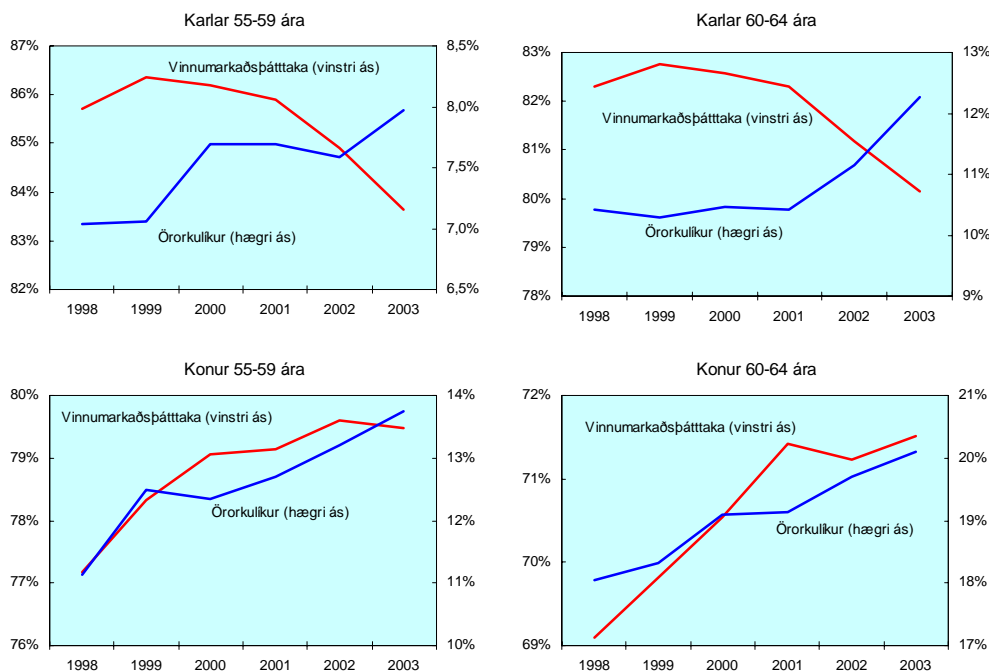 Karlar 55-59 ára
87%
86%
85%
84%
83%
82%
8,5%
8,0%
7,5%
7,0%
6,5%
Vinnumarkaðsþátttaka (vinstri ás)
Örorkulíkur (hægri ás)
1998 1999 2000 2001 2002 2003
Karlar 60-64 ára
83%
82%
81%
80%
79%
78%
13%
12%
11%
10%
9%
Vinnumarkaðsþátttaka (vinstri ás)
Örorkulíkur (hægri ás)
1998 1999 2000 2001 2002 2003
Konur 55-59 ára
80%
79%
78%
77%
76%
14%
13%
12%
11%
10%
Vinnumarkaðsþátttaka (vinstri ás)
Örorkulíkur (hægri ás)
1998 1999 2000 2001 2002 2003
Konur 60-64 ára
72%
71%
70%
69%
21%
20%
19%
18%
17%
Vinnumarkaðsþátttaka (vinstri ás)
Örorkulíkur (hægri ás)
1998 1999 2000 2001 2002 2003